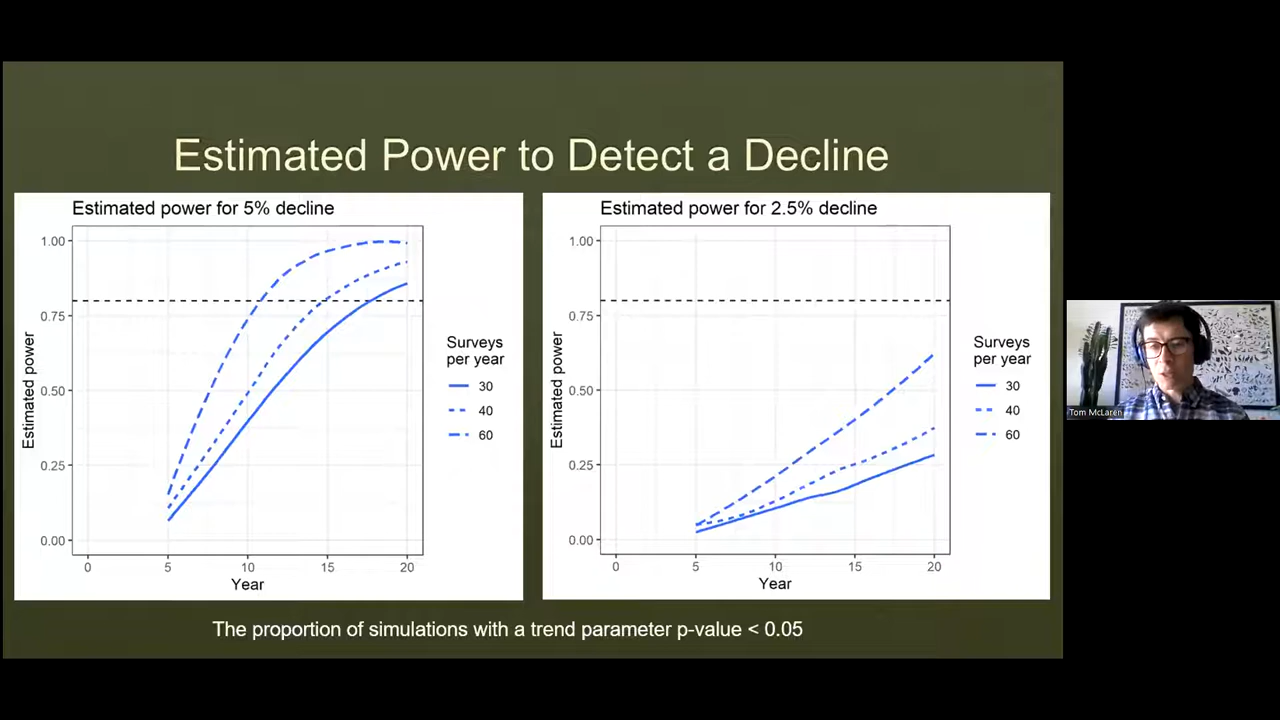 Estimated Power to Detect a Decline
Estimated power for 5% decline
1.00
0.75
0.50
0.25
0.00
Estimated power
0
5
10
15
20
Year
Surveys
per year
30
40
60
Estimated power for 2.5% decline
1.00
0.75
0.50
0.25
0.00
Estimated power
0
5
10
15
20
Year
Surveys
per year
30
40
60
The proportion of simulations with a trend parameter p-value < 0.05
Tom McLaren